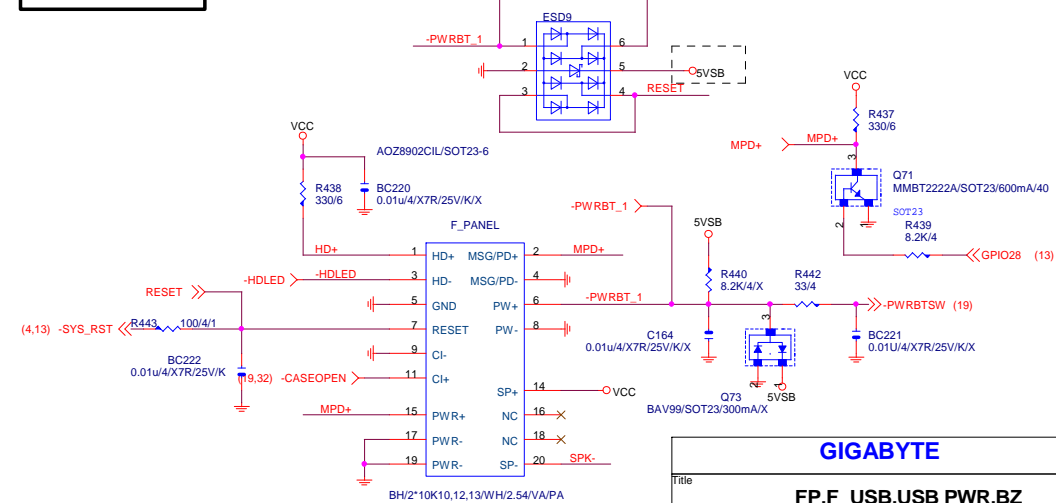 ESD9
-PWRBT_1
1
6
2
5
5VSB
3
4
RESET
VCC
R437
330/6
MPD+
MPD+
3
Q71
MMBT2222A/SOT23/600mA/40
SOT23
2
1
R439
8.2K/4
GPIO28 (13)
VCC
AOZ8902CIL/SOT23-6
R438
330/6
BC220
0.01u/4/X7R/25V/K/X
-PWRBT_1
5VSB
F_PANEL
HD+
1
HD+
MSG/PD+
2
MPD+
-HDLED
-HDLED
3
HD-
MSG/PD-
4
R440
8.2K/4/X
R442
33/4
RESET
5
GND
PW+
6
-PWRBT_1
-PWRBTSW (19)
(4,13) -SYS_RST
R443
100/4/1
7
RESET
PW-
8
C164
0.01u/4/X7R/25V/K/X
3
BC221
0.01U/4/X7R/25V/K/X
9
CI-
BC222
0.01u/4/X7R/25V/K
(19,32) -CASEOPEN
11
CI+
SP+
14
VCC
2
1
Q73
5VSB
BAV99/SOT23/300mA/X
MPD+
15
PWR+
NC
16
17
PWR-
NC
18
19
PWR-
SP-
20
SPK-
BH/2*10K10,12,13/WH/2.54/VA/PA
GIGABYTE
Title
FP,F_USB,USB PWR,BZ